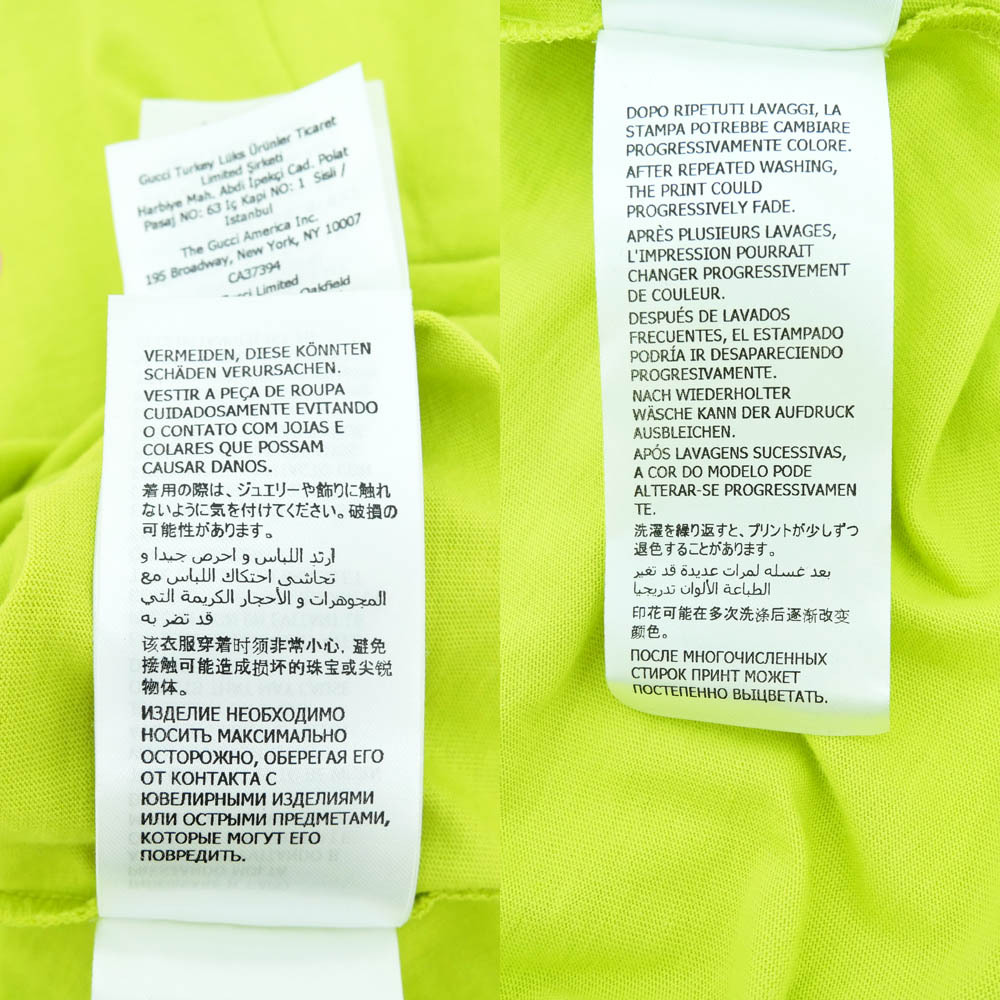 Gucci Turkey Lüks Ürünler Ticaret
Limited Şirketi
Harbiye Mah. Abdi İpekçi Cad. Polat
Pasaj NO: 63 İç Kapi NO: 1 Sisli /
Istanbul
The Gucci America Inc.
195 Broadway, New York, NY 10007
CA37394
Limited
Oakfield
VERMEIDEN, DIESE KÖNNTEN
SCHÄDEN VERURSACHEN.
VESTIR A PEÇA DE ROUPA
CUIDADOSAMENTE EVITANDO
O CONTATO COM JOIAS E
COLARES QUE POSSAM
CAUSAR DANOS.
着用の際は、ジュエリーや飾りに触れ
ないように気を付けてください。破損の
可能性があります。
ارتد اللباس و احرص جيدا و
تحاشى احتكاك اللباس مع
المجوهرات و الأحجار الكريمة التي
قد تضر به
该衣服穿着时须非常小心. 避免
接触可能造成损坏的珠宝或尖锐
物体。
ИЗДЕЛИЕ НЕОБХОДИМО
НОСИТЬ МАКСИМАЛЬНО
ОСТОРОЖНО, ОБЕРЕГАЯ ЕГО
ОТ КОНТАКТА С
ЮВЕЛИРНЫМИ ИЗДЕЛИЯМИ
ИЛИ ОСТРЫМИ ПРЕДМЕТАМИ,
КОТОРЫЕ МОГУТ ЕГО
ПОВРЕДИТЬ.
DOPO RIPETUTI LAVAGGI, LA
STAMPA POTREBBE CAMBIARE
PROGRESSIVAMENTE COLORE.
AFTER REPEATED WASHING,
THE PRINT COULD
PROGRESSIVELY FADE.
APRÈS PLUSIEURS LAVAGES,
L'IMPRESSION POURRAIT
CHANGER PROGRESSIVEMENT
DE COULEUR.
DESPUÉS DE LAVADOS
FRECUENTES, EL ESTAMPADO
PODRÍA IR DESAPARECIENDO
PROGRESIVAMENTE.
NACH WIEDERHOLTER
WÄSCHE KANN DER AUFDRUCK
AUSBLEICHEN.
APÓS LAVAGENS SUCESSIVAS,
A COR DO MODELO PODE
ALTERAR-SE PROGRESSIVAMEN
TE.
洗濯を繰り返すと、プリントが少しずつ
退色することがあります。
بعد غسله لمرات عديدة قد تغير
الطباعة الألوان تدريجيا
印花可能在多次洗涤后逐渐改变
颜色。
ПОСЛЕ МНОГОЧИСЛЕННЫХ
СТИРОК ПРИНТ МОЖЕТ
ПОСТЕПЕННО ВЫЦВЕТАТЬ.